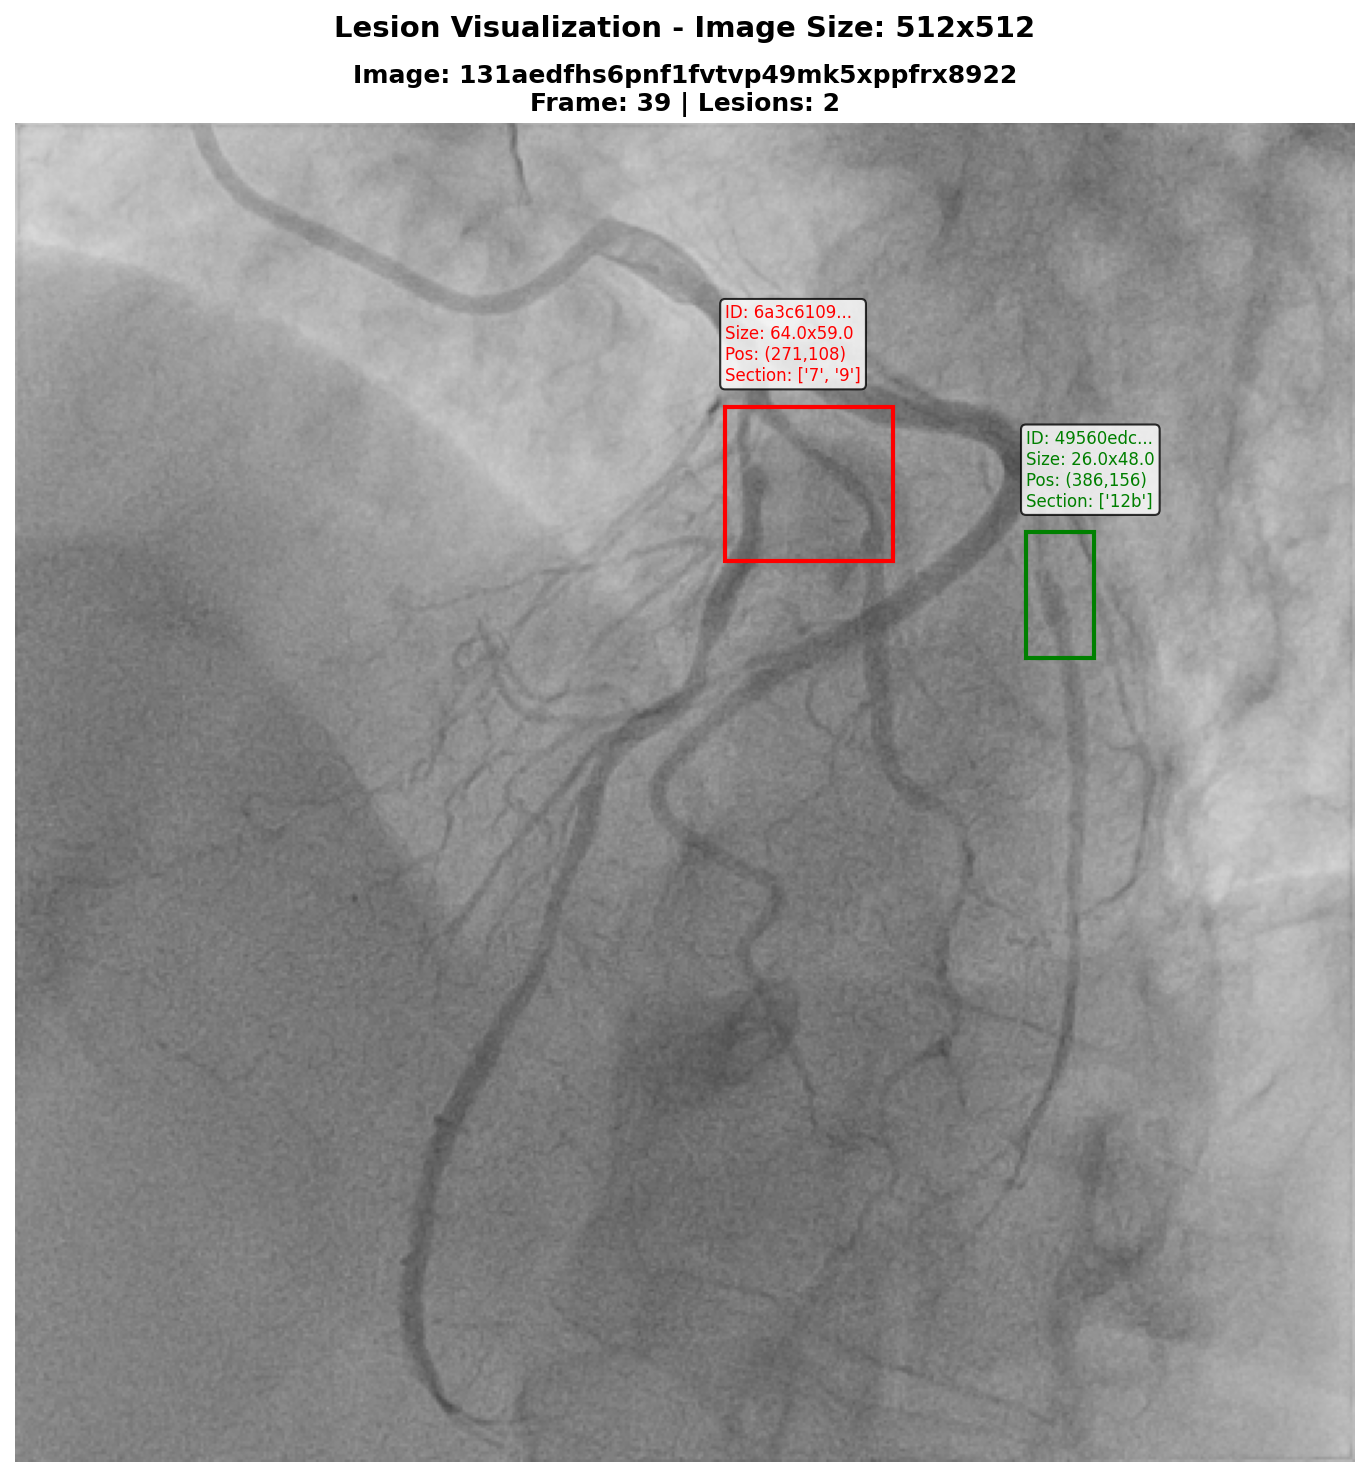 Lesion Visualization - Image Size: 512x512
Image: 131aedfhs6pnf1fvtvp49mk5xppfrx8922
Frame: 39 | Lesions: 2
ID: 6a3c6109...
Size: 64.0x59.0
Pos: (271,108)
Section: ['7', '9']
ID: 49560edc...
Size: 26.0x48.0
Pos: (386,156)
Section: ['12b']